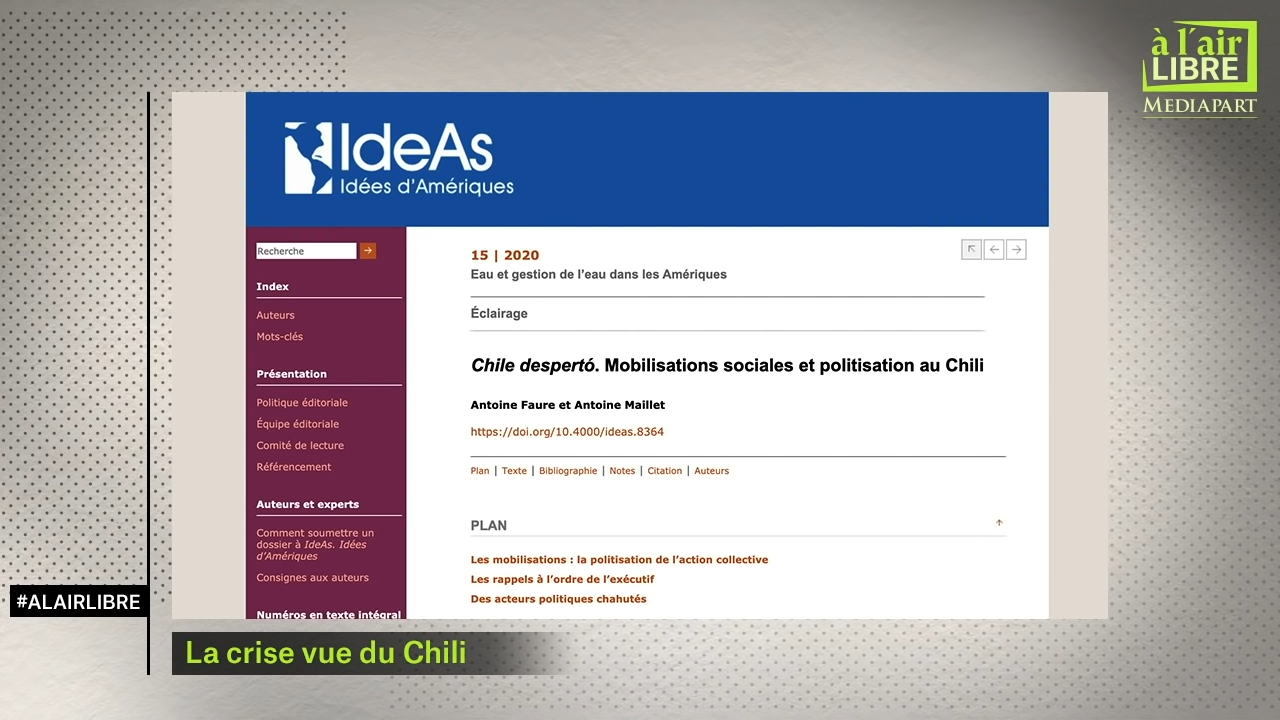 à l'air
LIBRE
MEDIAPART
IdeAs
Idées d'Amériques
Recherche
Index
Auteurs
Mots-clés
Présentation
Politique éditoriale
Équipe éditoriale
Comité de lecture
Référencement
Auteurs et experts
Comment soumettre un
dossier à IdeAs. Idées
d'Amériques
Consignes aux auteurs
Numéros en texte intégral
15 | 2020
Eau et gestion de l'eau dans les Amériques
Éclairage
Chile despertó. Mobilisations sociales et politisation au Chili
Antoine Faure et Antoine Maillet
https://doi.org/10.4000/ideas.8364
Plan | Texte | Bibliographie | Notes | Citation | Auteurs
PLAN
Les mobilisations : la politisation de l'action collective
Les rappels à l'ordre de l'exécutif
Des acteurs politiques chahutés
#ALAIRLIBRE
La crise vue du Chili